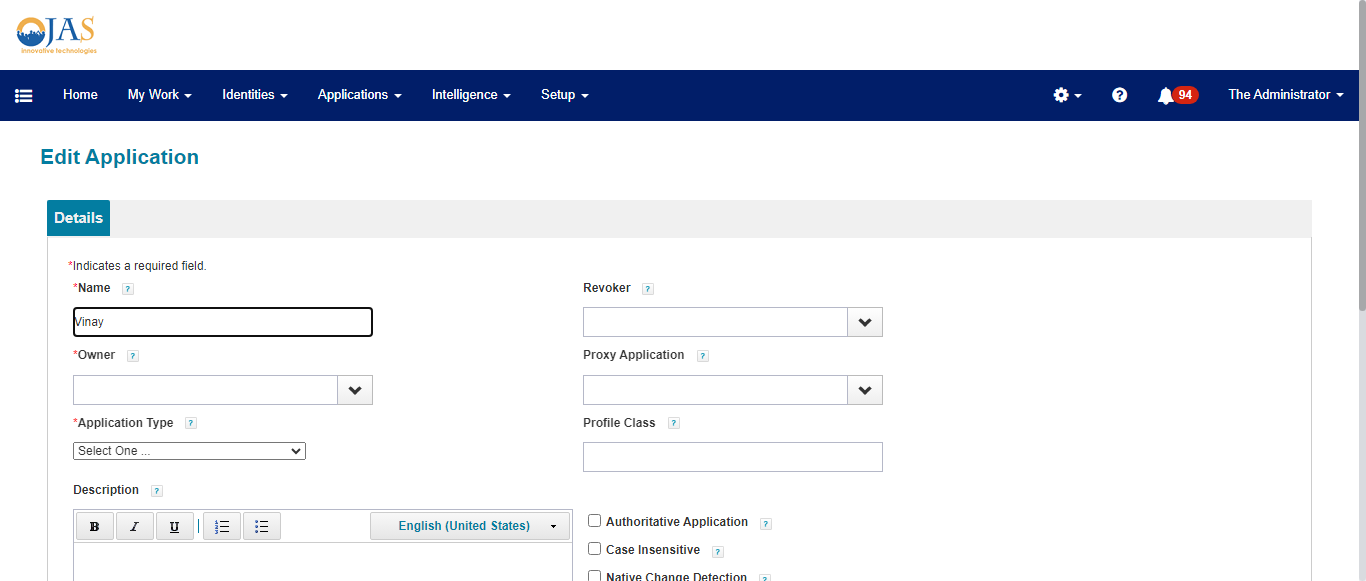 OJAS
innovative technologies
Home My Work Identities Applications Intelligence Setup ? 94 The Administrator
Edit Application
Details
*Indicates a required field.
*Name ? Revoker ?
Vinay
*Owner ? Proxy Application ?
*Application Type ? Profile Class ?
Select One ...
Description ?
B I U English (United States)
Authoritative Application ?
Case Insensitive ?
Native Change Detection ?